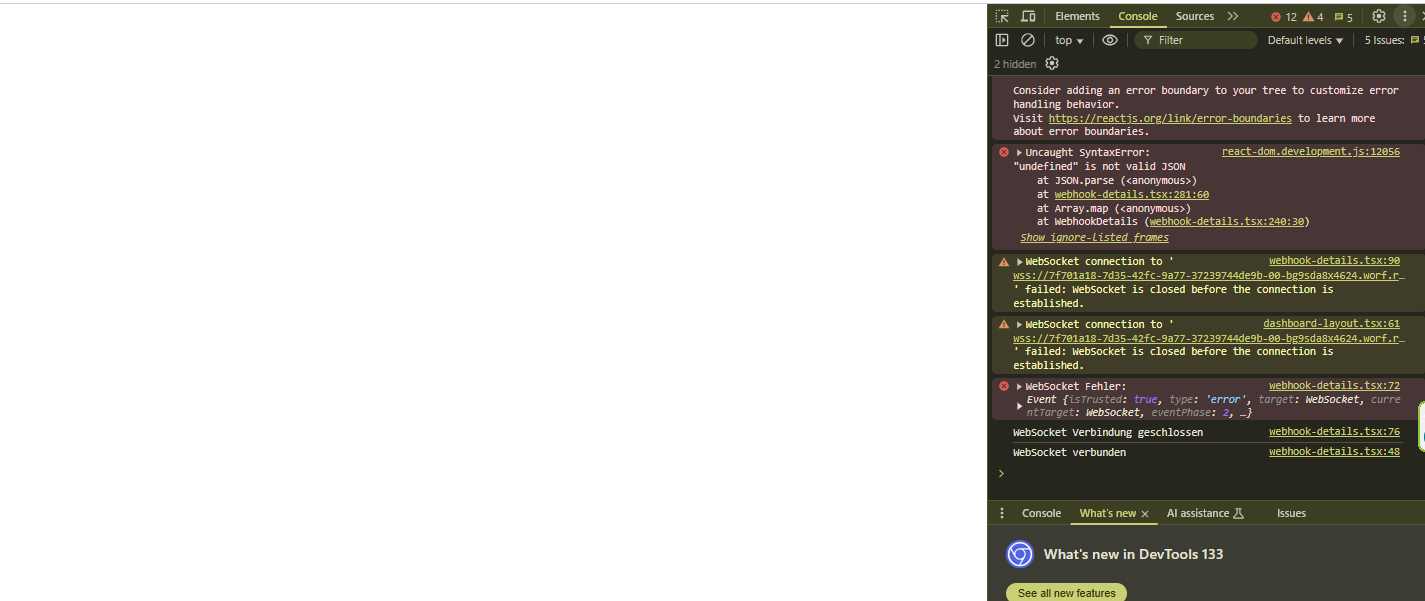 Elements Console Sources 12 4 5
top Filter Default levels 5 Issues:
2 hidden
Consider adding an error boundary to your tree to customize error
handling behavior.
Visit https://reactjs.org/link/error-boundaries to learn more
about error boundaries.
Uncaught SyntaxError: react-dom.development.js:12056
"undefined" is not valid JSON
at JSON.parse (<anonymous>)
at webhook-details.tsx:281:60
at Array.map (<anonymous>)
at WebhookDetails (webhook-details.tsx:240:30)
Show ignore-listed frames
WebSocket connection to ' webhook-details.tsx:90
wss://7f701a18-7d35-42fc-9a77-37239744de9b-00-bg9sda8x4624.worf.r…
' failed: WebSocket is closed before the connection is
established.
WebSocket connection to ' dashboard-layout.tsx:61
wss://7f701a18-7d35-42fc-9a77-37239744de9b-00-bg9sda8x4624.worf.r…
' failed: WebSocket is closed before the connection is
established.
WebSocket Fehler: webhook-details.tsx:72
Event {isTrusted: true, type: 'error', target: WebSocket, curre
ntTarget: WebSocket, eventPhase: 2, …}
WebSocket Verbindung geschlossen webhook-details.tsx:76
WebSocket verbunden webhook-details.tsx:48
Console What's new AI assistance Issues
What's new in DevTools 133
See all new features